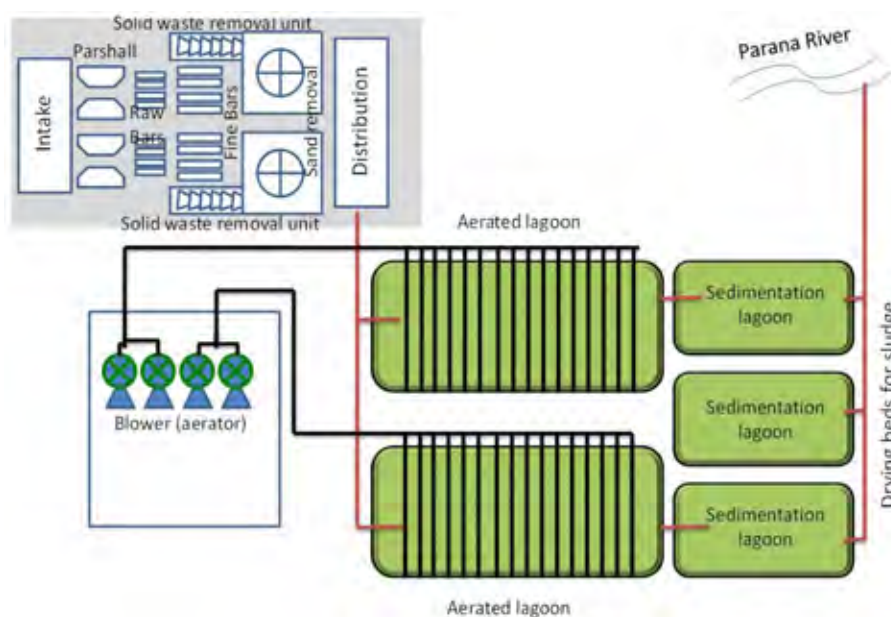 Solid waste removal unit
Parshall
Intake
Raw
Bars
Fine Bars
Sand removal
Distribution
Solid waste removal unit
Parana River
Aerated lagoon
Sedimentation
lagoon
Blower (aerator)
Sedimentation
lagoon
Sedimentation
lagoon
Drying beds for sludge
Aerated lagoon